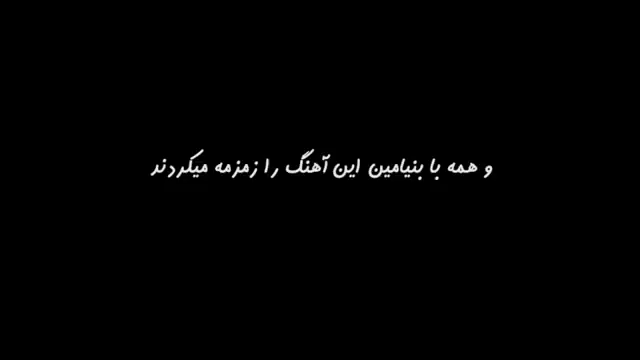 و همه با بنیامین این آهنگ را زمزمه میکردند